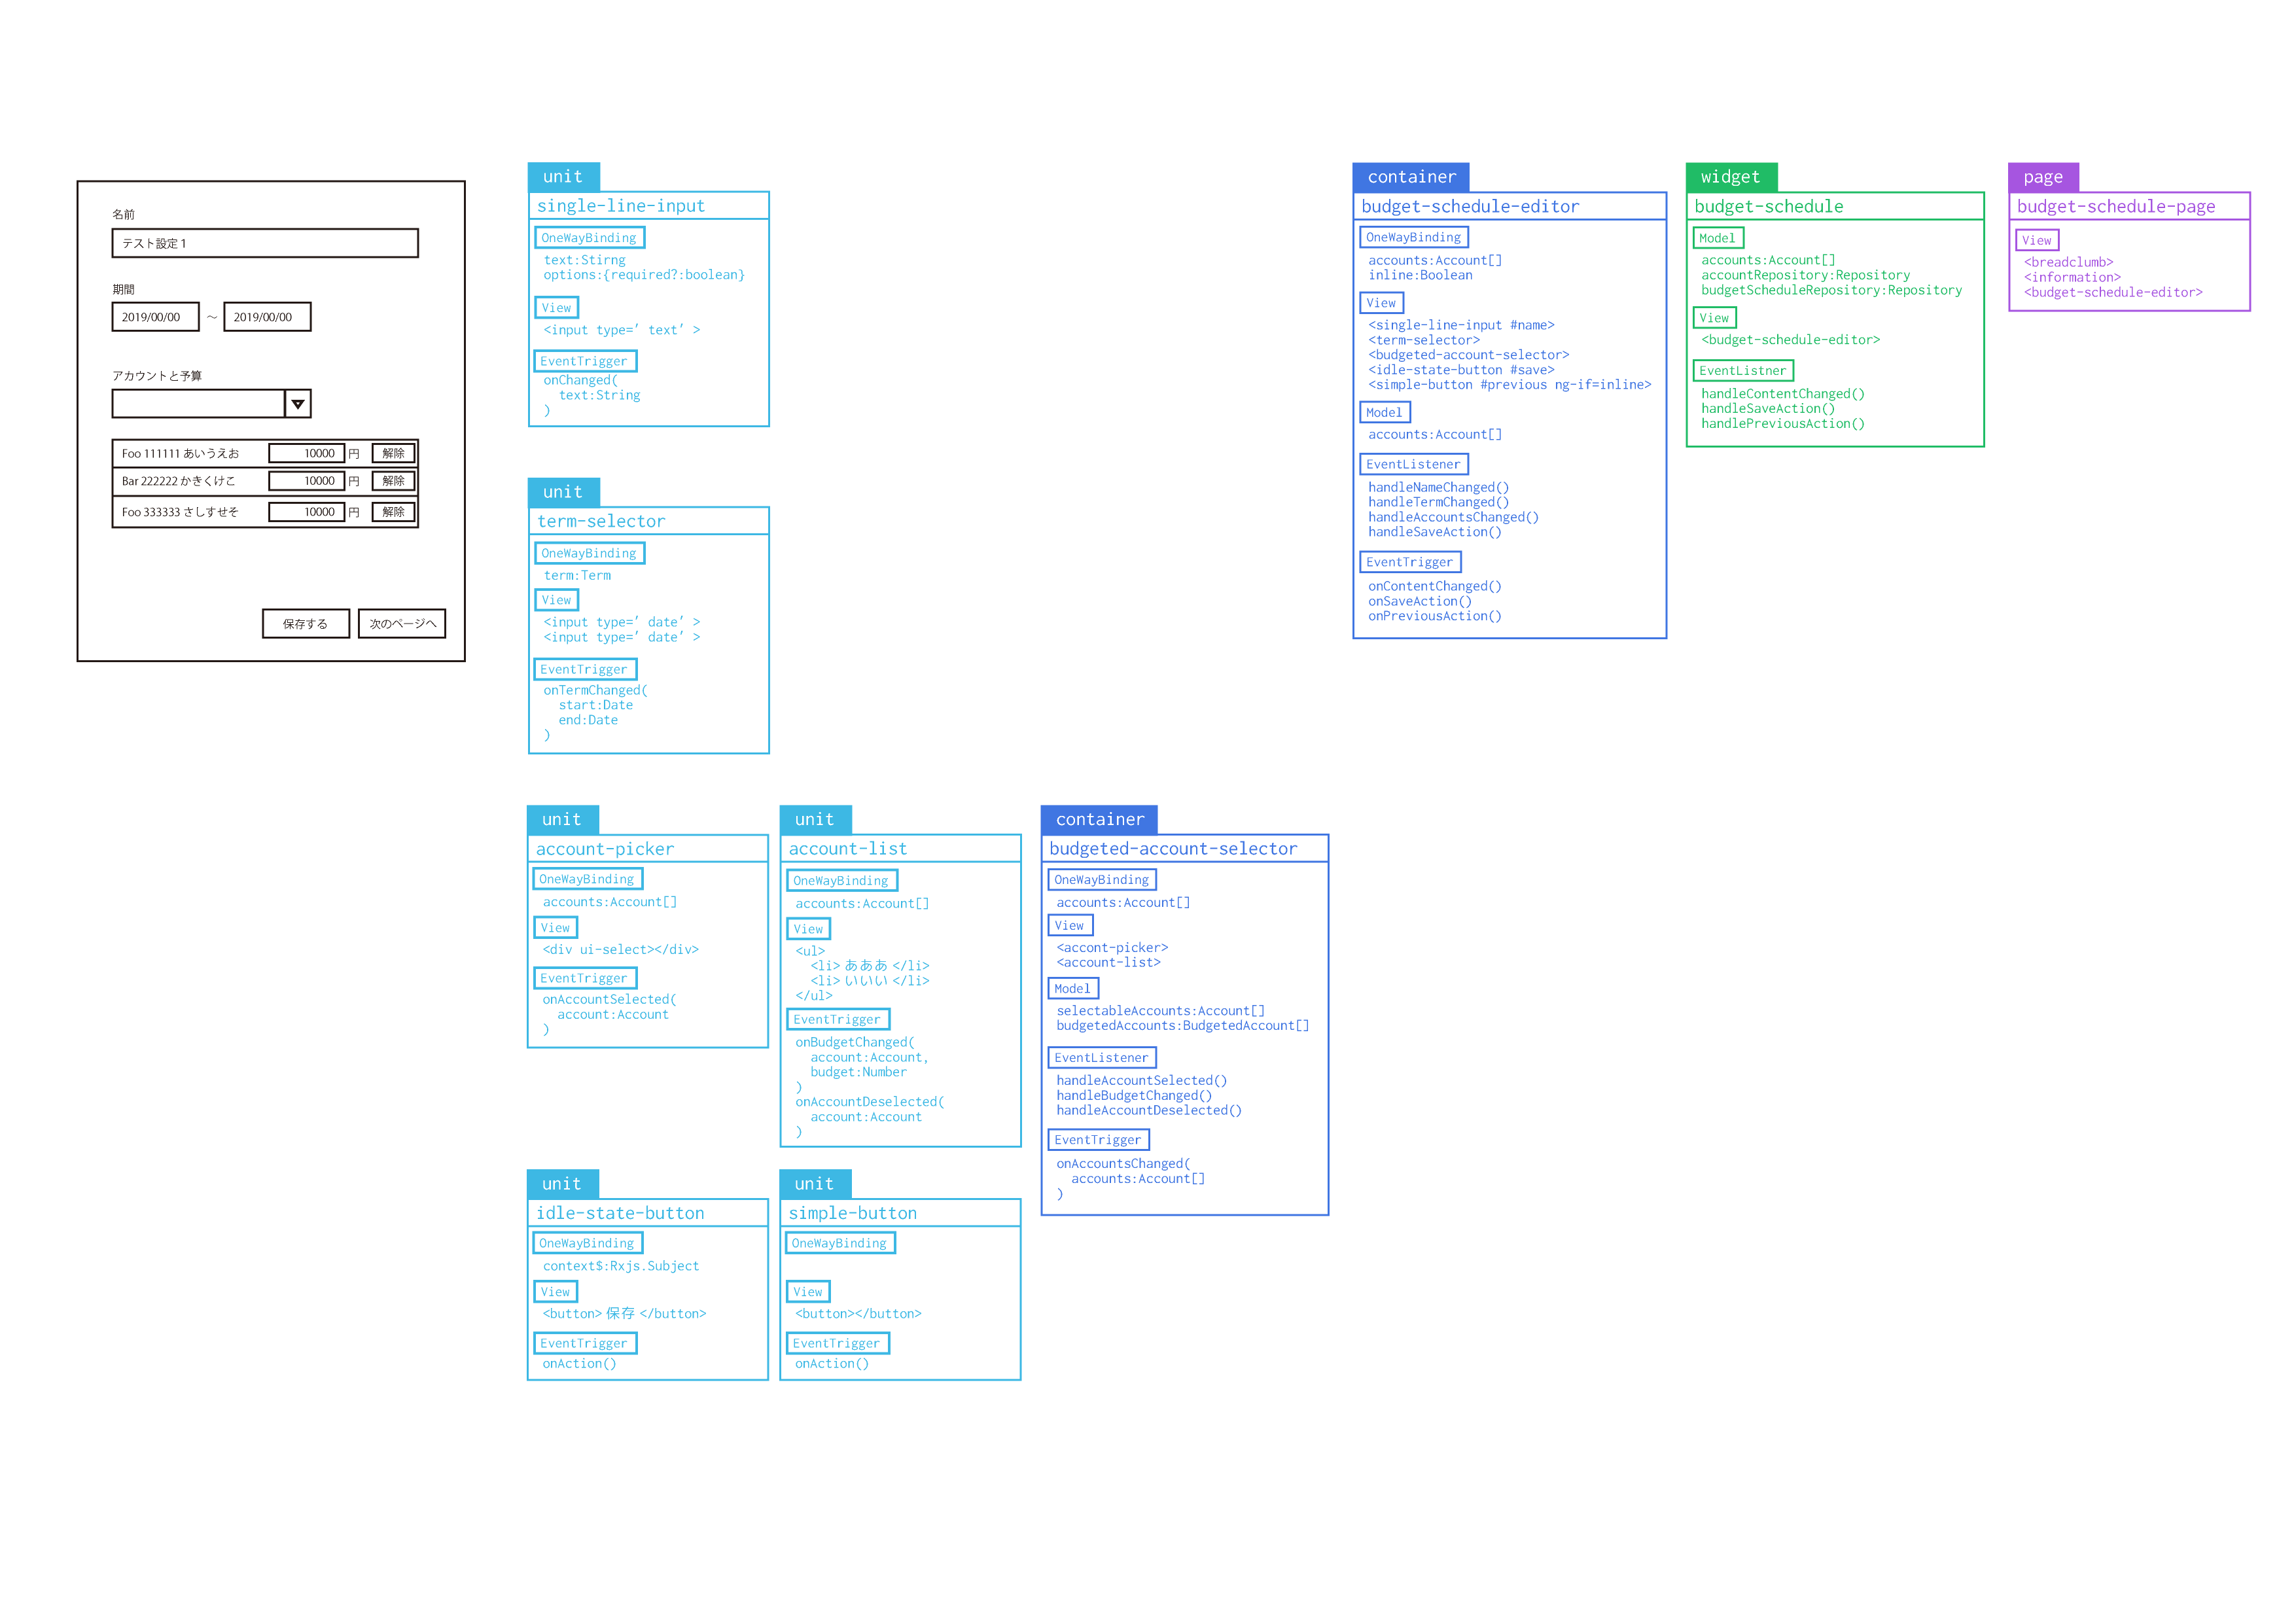 名前
テスト設定 1
期間
2019/00/00 ～ 2019/00/00
アカウントと予算
Foo 111111 あいうえお 10000 円 解除
Bar 222222 かきくけこ 10000 円 解除
Foo 333333 さしすせそ 10000 円 解除
保存する 次のページへ
unit
single-line-input
OneWayBinding
text:Stirng
options:{required?:boolean}
View
<input type=′ text′ >
EventTrigger
onChanged(
text:String
)
unit
term-selector
OneWayBinding
term:Term
View
<input type=′ date′ >
<input type=′ date′ >
EventTrigger
onTermChanged(
start:Date
end:Date
)
unit
account-picker
OneWayBinding
accounts:Account[]
View
<div ui-select></div>
EventTrigger
onAccountSelected(
account:Account
)
unit
account-list
OneWayBinding
accounts:Account[]
View
<ul>
<li> あああ </li>
<li> いいい </li>
</ul>
EventTrigger
onBudgetChanged(
account:Account,
budget:Number
)
onAccountDeselected(
account:Account
)
container
budgeted-account-selector
OneWayBinding
accounts:Account[]
View
<accont-picker>
<account-list>
Model
selectableAccounts:Account[]
budgetedAccounts:BudgetedAccount[]
EventListener
handleAccountSelected()
handleBudgetChanged()
handleAccountDeselected()
EventTrigger
onAccountsChanged(
accounts:Account[]
)
unit
idle-state-button
OneWayBinding
context$:Rxjs.Subject
View
<button> 保存 </button>
EventTrigger
onAction()
unit
simple-button
OneWayBinding
View
<button></button>
EventTrigger
onAction()
container
budget-schedule-editor
OneWayBinding
accounts:Account[]
inline:Boolean
View
<single-line-input #name>
<term-selector>
<budgeted-account-selector>
<idle-state-button #save>
<simple-button #previous ng-if=inline>
Model
accounts:Account[]
EventListener
handleNameChanged()
handleTermChanged()
handleAccountsChanged()
handleSaveAction()
EventTrigger
onContentChanged()
onSaveAction()
onPreviousAction()
widget
budget-schedule
Model
accounts:Account[]
accountRepository:Repository
budgetScheduleRepository:Repository
View
<budget-schedule-editor>
EventListner
handleContentChanged()
handleSaveAction()
handlePreviousAction()
page
budget-schedule-page
View
<breadclumb>
<information>
<budget-schedule-editor>